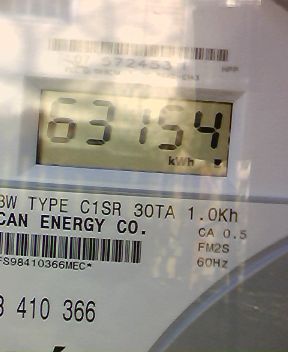 63154
kWh
3W TYPE C1SR 30TA 1.0Kh
CAN ENERGY CO.
CA 0.5
FM2S
60Hz
FS98410366MEC*
8 410 366